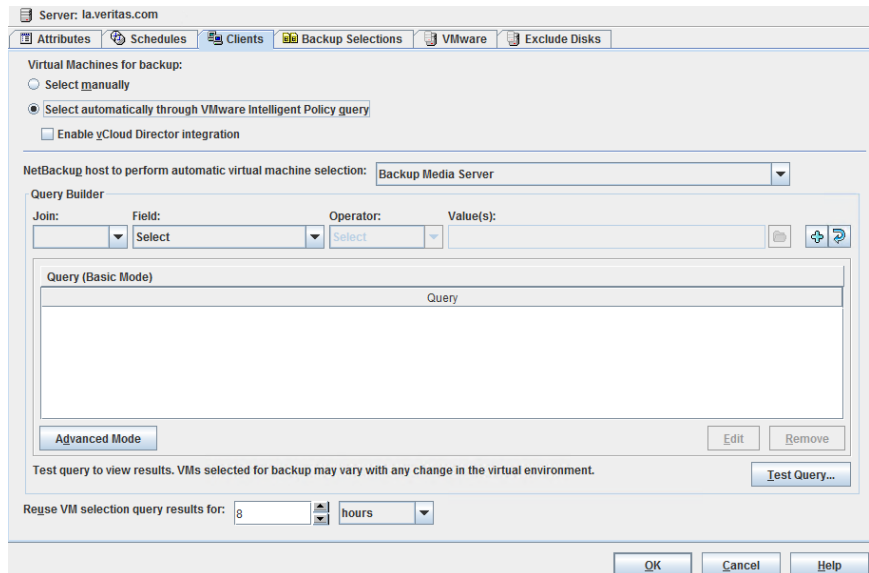 Server: la.veritas.com
Attributes Schedules Clients Backup Selections VMware Exclude Disks
Virtual Machines for backup:
Select manually
Select automatically through VMware Intelligent Policy query
Enable vCloud Director integration
NetBackup host to perform automatic virtual machine selection: Backup Media Server
Query Builder
Join: Field: Operator: Value(s):
Select Select
Query (Basic Mode)
Query
Advanced Mode Edit Remove
Test query to view results. VMs selected for backup may vary with any change in the virtual environment.
Test Query...
Reuse VM selection query results for: 8 hours
OK Cancel Help